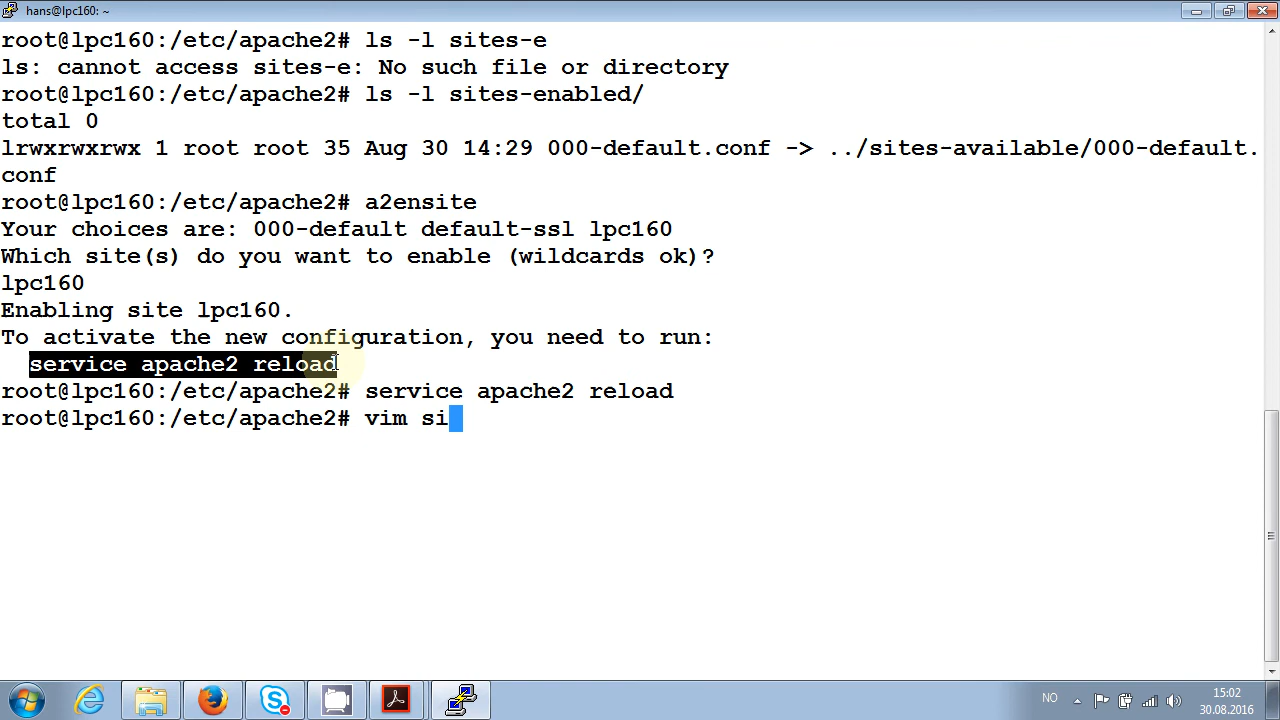 hans@lpc160: ~
root@lpc160:/etc/apache2# ls -l sites-e
ls: cannot access sites-e: No such file or directory
root@lpc160:/etc/apache2# ls -l sites-enabled/
total 0
lrwxrwxrwx 1 root root 35 Aug 30 14:29 000-default.conf -> ../sites-available/000-default.
conf
root@lpc160:/etc/apache2# a2ensite
Your choices are: 000-default default-ssl lpc160
Which site(s) do you want to enable (wildcards ok)?
lpc160
Enabling site lpc160.
To activate the new configuration, you need to run:
service apache2 reload
root@lpc160:/etc/apache2# service apache2 reload
root@lpc160:/etc/apache2# vim si
NO
15:02
30.08.2016